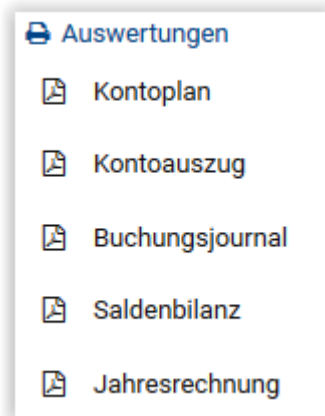 Auswertungen
Kontoplan
Kontoauszug
Buchungsjournal
Saldenbilanz
Jahresrechnung